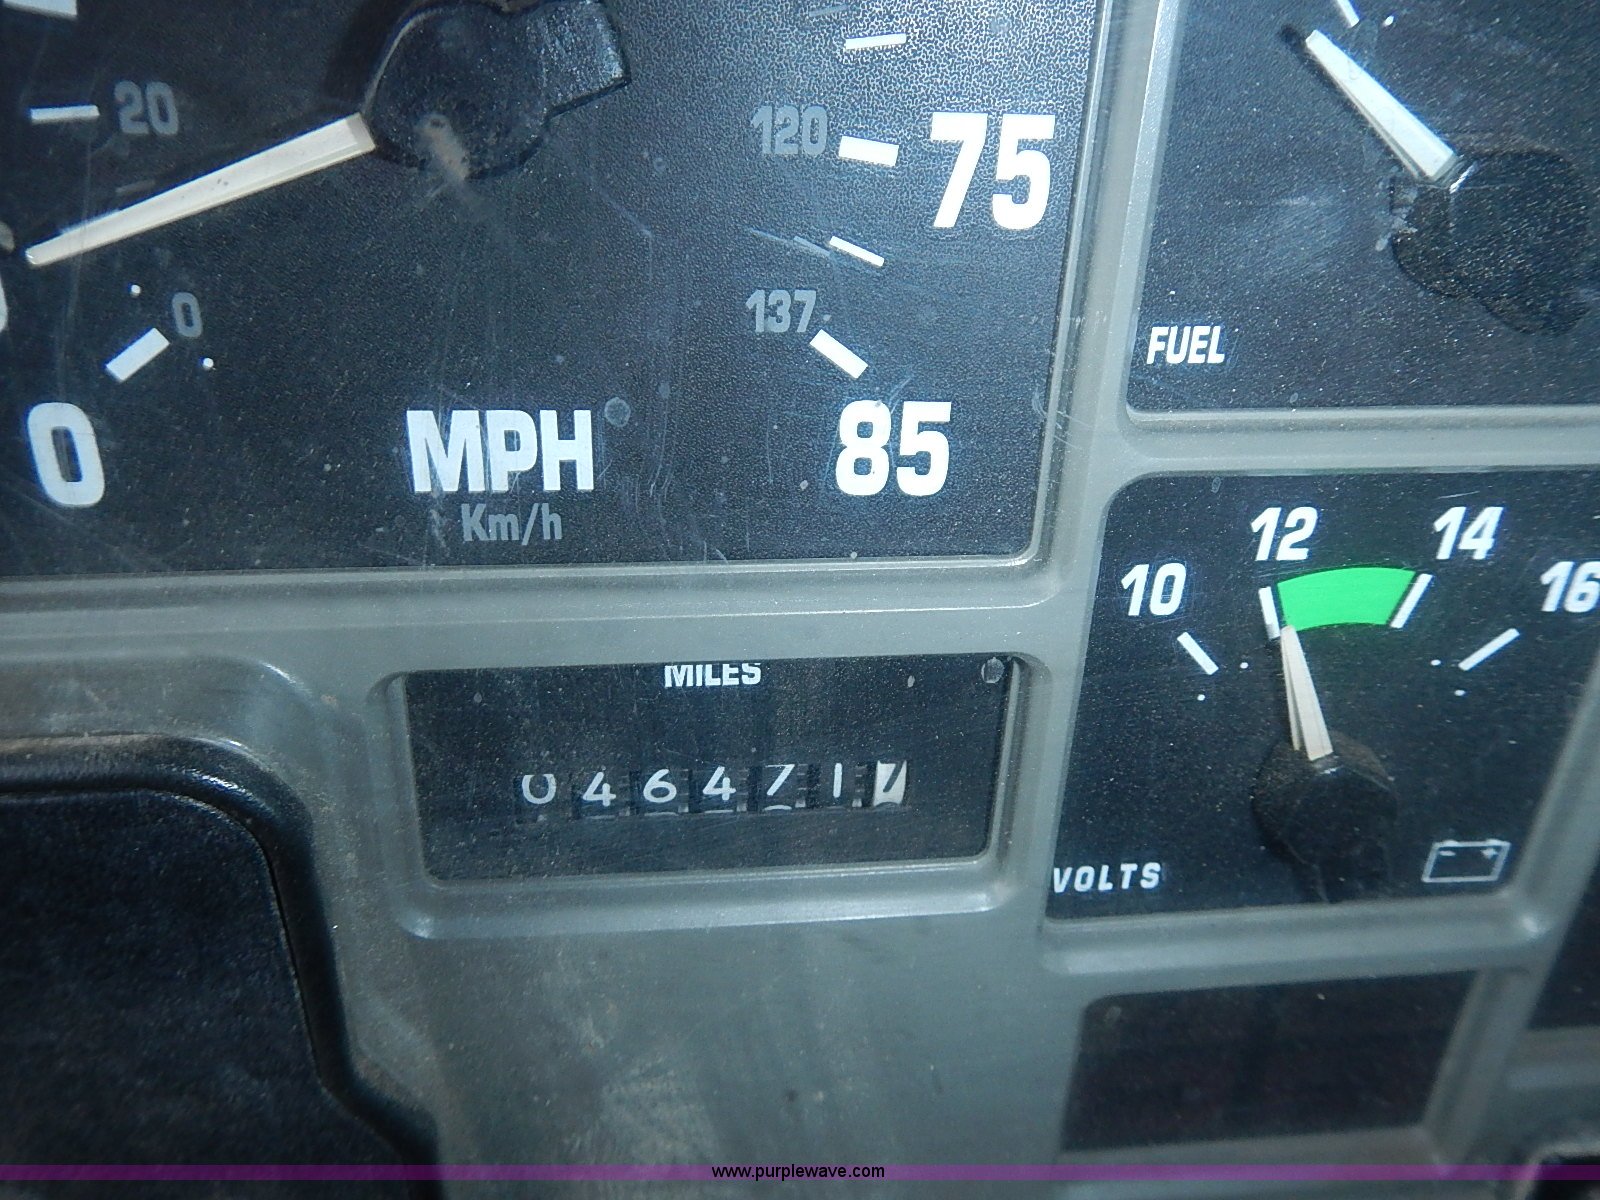 20
120 75
0
137
0 MPH 85
Km/h
FUEL
12 14
10 16
MILES
0464717
VOLTS
- +
www.purplewave.com